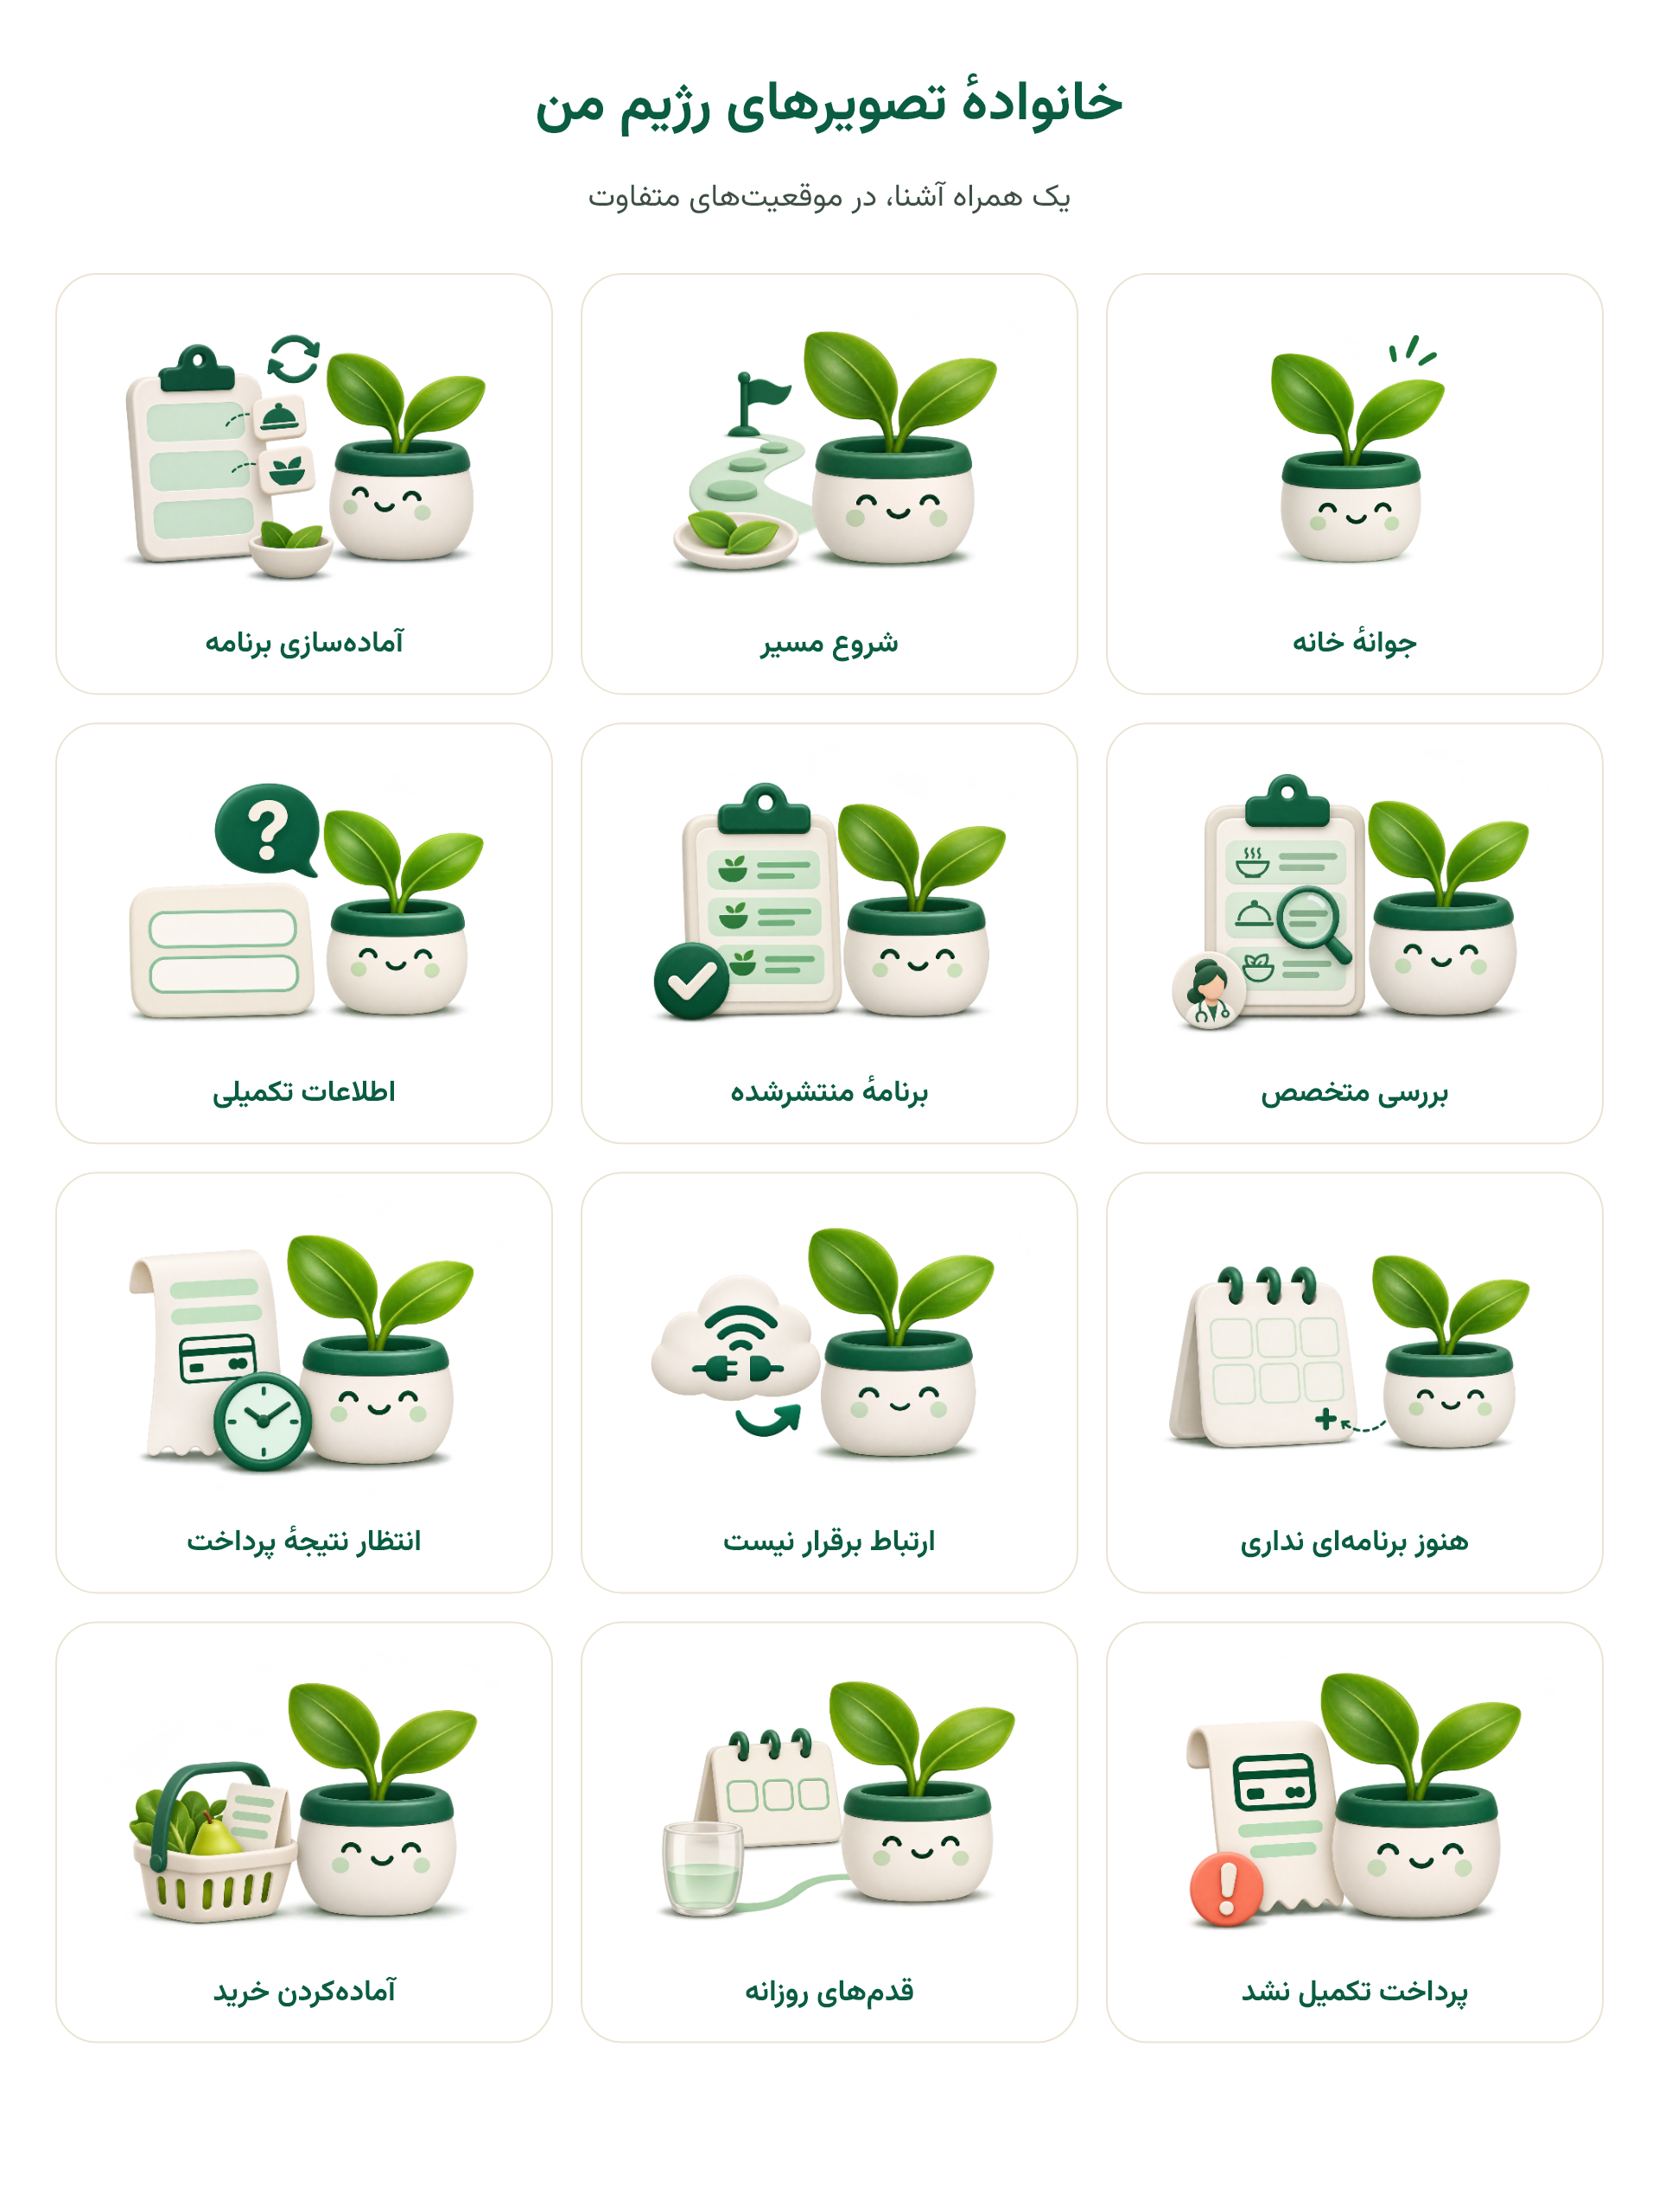 خانوادهٔ تصویرهای رژیم من
یک همراه آشنا، در موقعیت‌های متفاوت
جوانهٔ خانه
شروع مسیر
آماده‌سازی برنامه
بررسی متخصص
برنامهٔ منتشرشده
?
اطلاعات تکمیلی
هنوز برنامه‌ای نداری
ارتباط برقرار نیست
انتظار نتیجهٔ پرداخت
!
پرداخت تکمیل نشد
قدم‌های روزانه
آماده‌کردن خرید